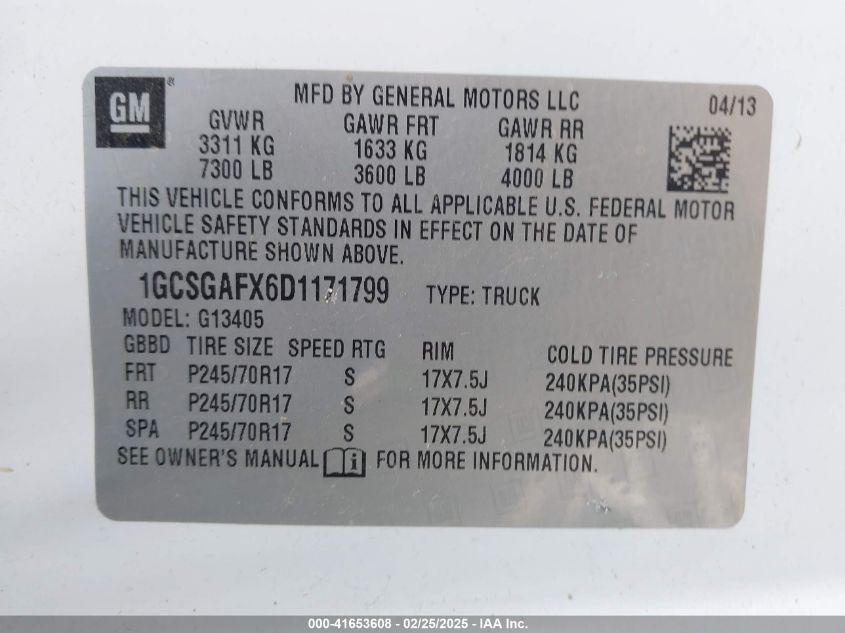 GM®
MFD BY GENERAL MOTORS LLC 04/13
GVWR GAWR FRT GAWR RR
3311 KG 1633 KG 1814 KG
7300 LB 3600 LB 4000 LB
THIS VEHICLE CONFORMS TO ALL APPLICABLE U.S. FEDERAL MOTOR
VEHICLE SAFETY STANDARDS IN EFFECT ON THE DATE OF
MANUFACTURE SHOWN ABOVE.
1GCSGAFX6D1171799 TYPE: TRUCK
MODEL: G13405
GBBD TIRE SIZE SPEED RTG RIM COLD TIRE PRESSURE
FRT P245/70R17 S 17X7.5J 240KPA(35PSI)
RR P245/70R17 S 17X7.5J 240KPA(35PSI)
SPA P245/70R17 S 17X7.5J 240KPA(35PSI)
SEE OWNER'S MANUAL i FOR MORE INFORMATION.
000-41653608 - 02/25/2025 - IAA Inc.